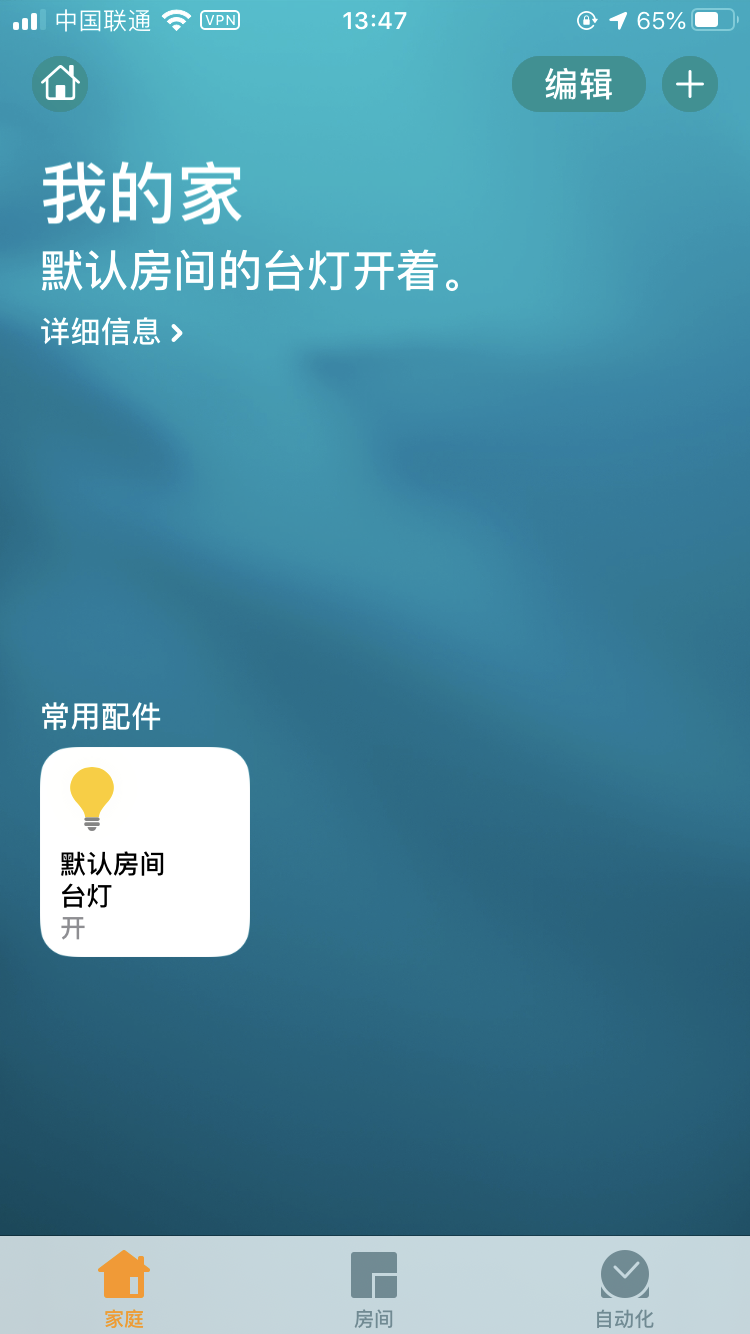 中国联通 VPN 13:47 65%
编辑
我的家
默认房间的台灯开着。
详细信息
常用配件
默认房间
台灯
开
家庭 房间 自动化